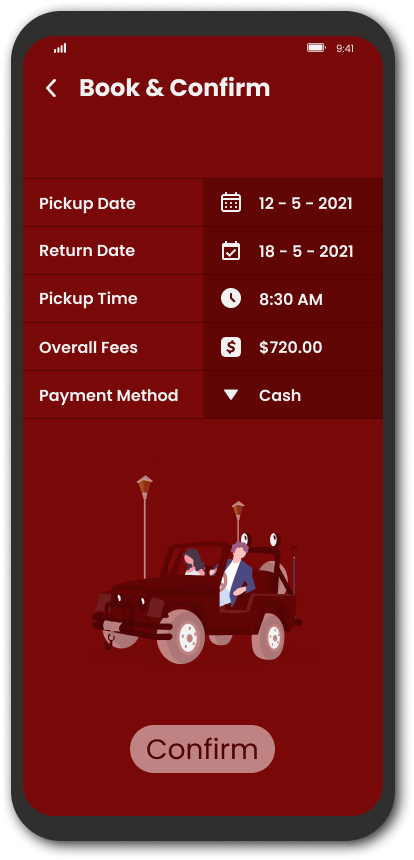 9:41
Book & Confirm
Pickup Date 12 - 5 - 2021
Return Date 18 - 5 - 2021
Pickup Time 8:30 AM
Overall Fees $720.00
Payment Method Cash
Confirm